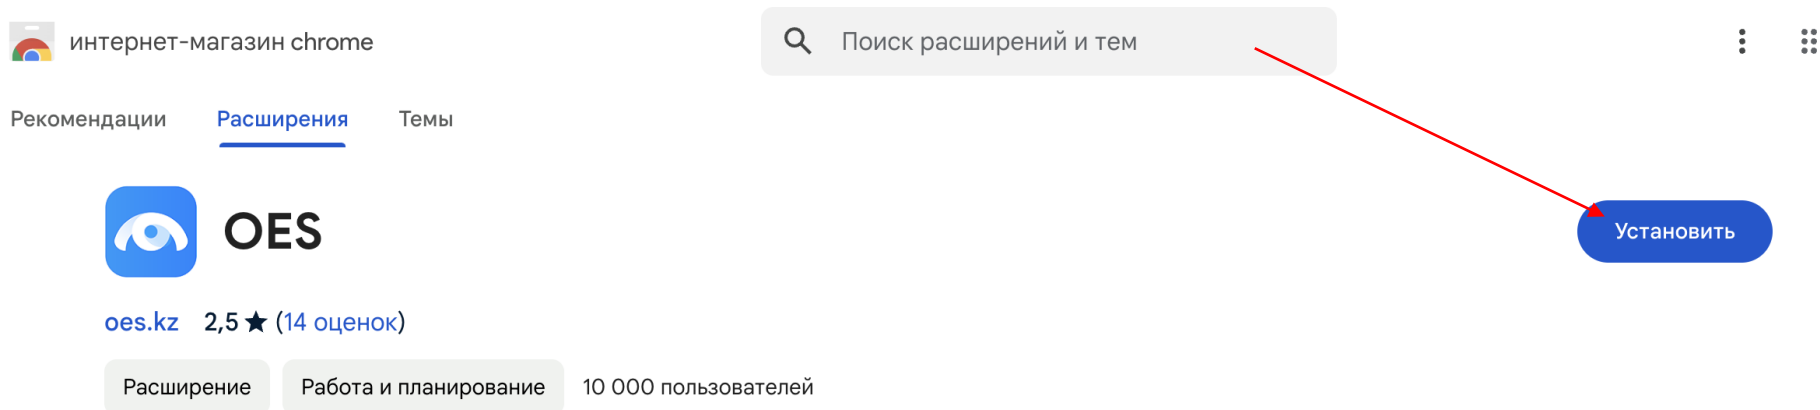 интернет-магазин chrome
Поиск расширений и тем
Рекомендации Расширения Темы
OES
Установить
oes.kz 2,5★ (14 оценок)
Расширение Работа и планирование 10 000 пользователей